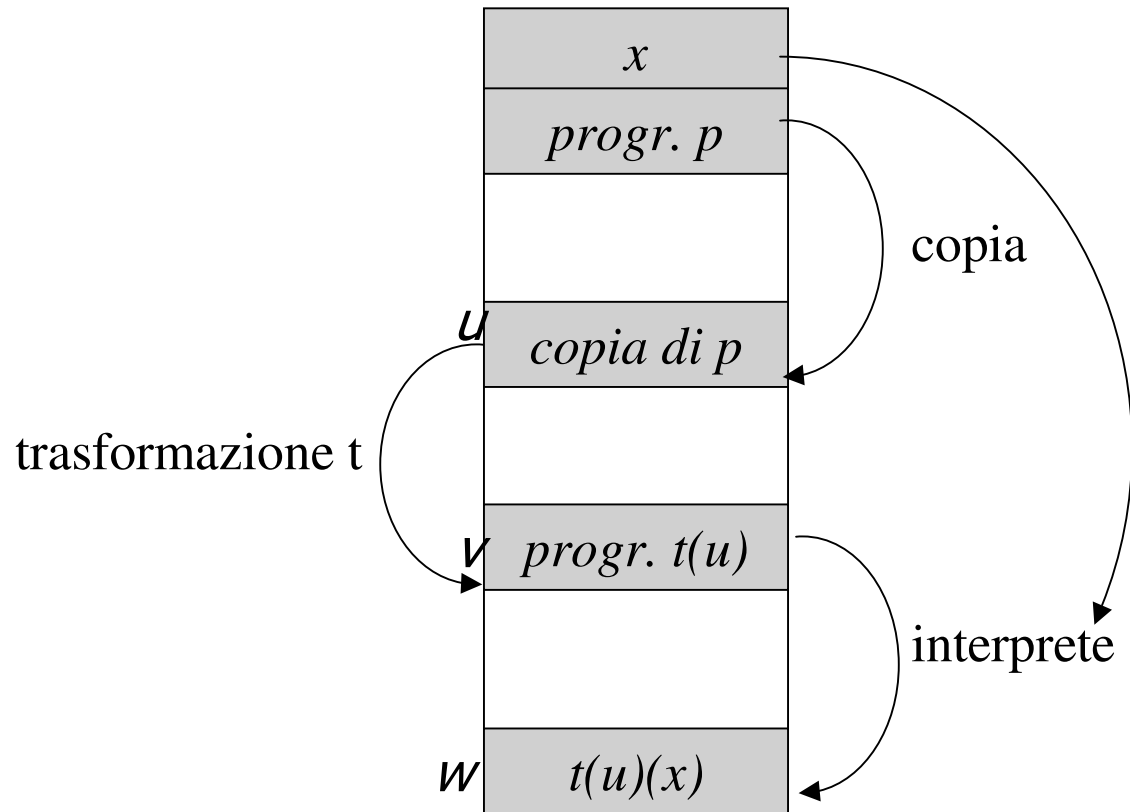 x
progr. p
copia
u
copia di p
trasformazione t
v
progr. t(u)
interprete
w
t(u)(x)